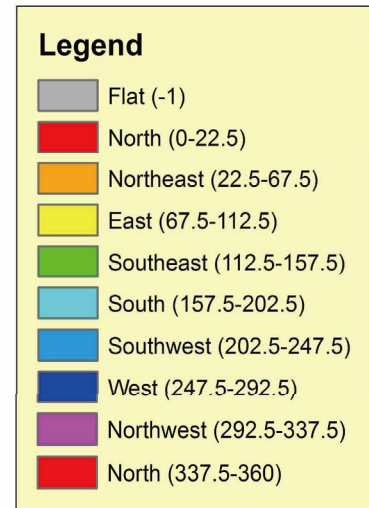 Legend
Flat (-1)
North (0-22.5)
Northeast (22.5-67.5)
East (67.5-112.5)
Southeast (112.5-157.5)
South (157.5-202.5)
Southwest (202.5-247.5)
West (247.5-292.5)
Northwest (292.5-337.5)
North (337.5-360)